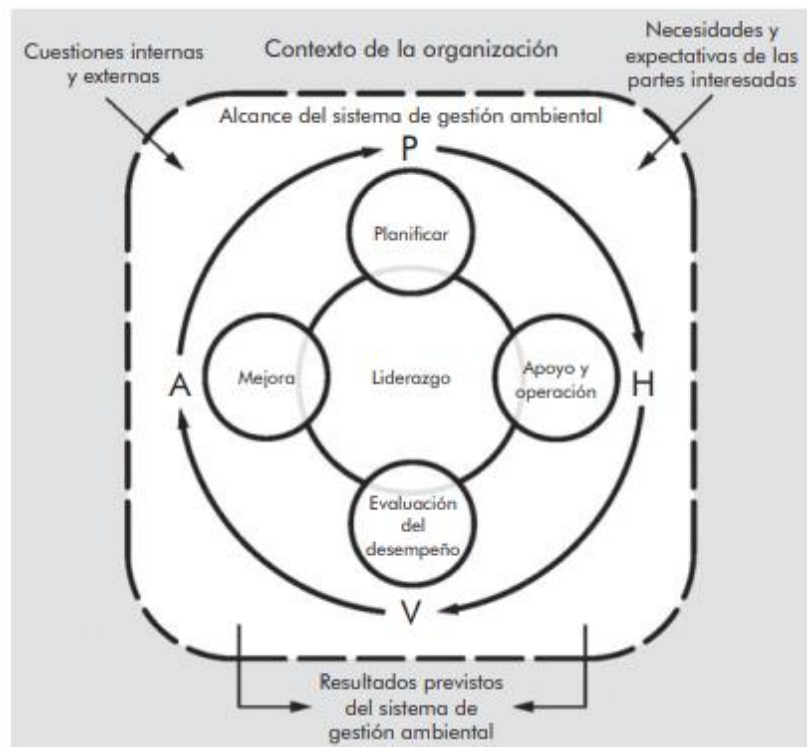 Cuestiones internas
y externas
Contexto de la organización
Necesidades y
expectativas de las
partes interesadas
Alcance del sistema de gestión ambiental
P
Planificar
A
Mejora
Liderazgo
Apoyo y
operación
H
Evaluación
del
desempeño
V
Resultados previstos
del sistema de
gestión ambiental